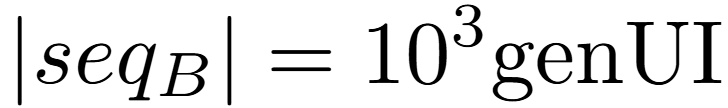 |seq_B| = 10^3genUI